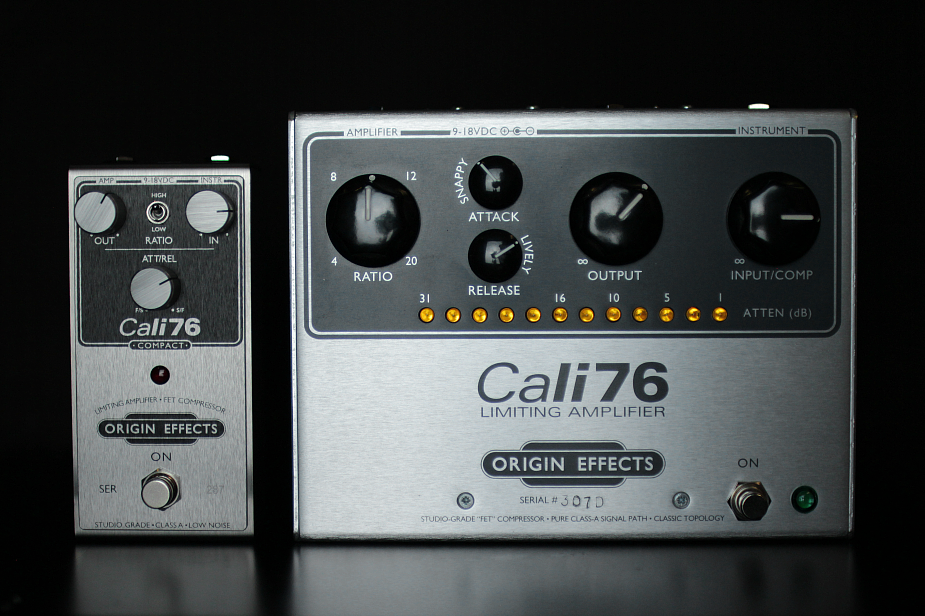 AMP 9-18VDC INSTR
HIGH
LOW
OUT RATIO IN
ATT/REL
Cali76
• COMPACT •
LIMITING AMPLIFIER • FET COMPRESSOR
ORIGIN EFFECTS
ON
SER 267
STUDIO-GRADE • CLASS A • LOW NOISE
AMPLIFIER 9-18VDC INSTRUMENT
8 12
4 20
RATIO
SNAPPY
ATTACK
LIVELY
RELEASE
∞
OUTPUT
∞
INPUT/COMP
31 16 10 5 1 ATTEN (dB)
Cali76
LIMITING AMPLIFIER
ORIGIN EFFECTS
ON
SERIAL # 307D
STUDIO-GRADE "FET" COMPRESSOR • PURE CLASS-A SIGNAL PATH • CLASSIC TOPOLOGY